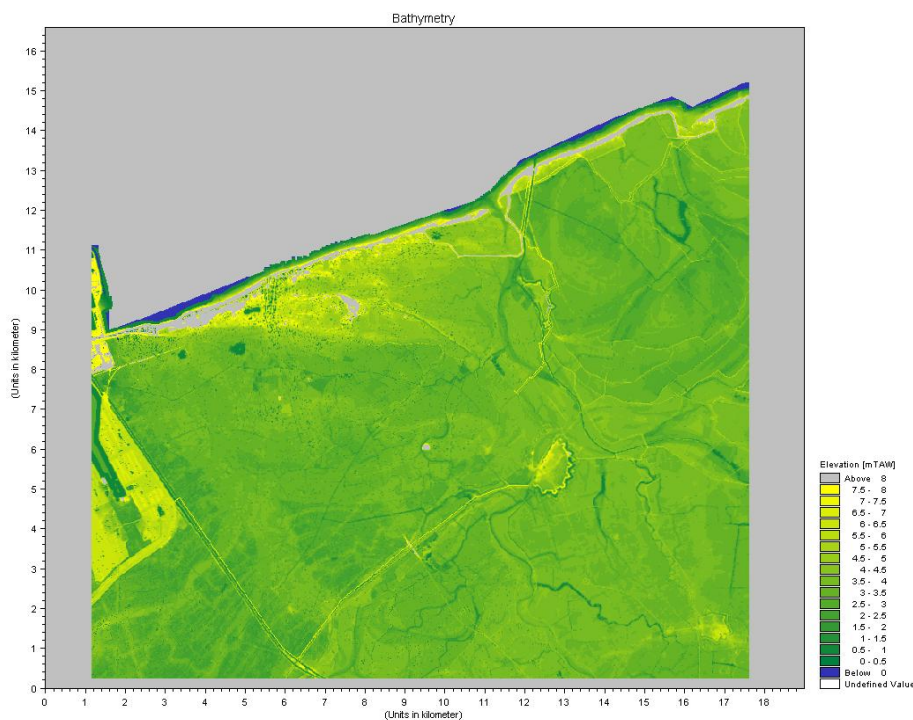 Bathymetry
16
15
14
13
12
11
10
9
8
7
6
5
4
3
2
1
0
(Units in kilometer)
0 1 2 3 4 5 6 7 8 9 10 11 12 13 14 15 16 17 18
(Units in kilometer)
Elevation [mTAW]
Above 8
7.5 - 8
7 - 7.5
6.5 - 7
6 - 6.5
5.5 - 6
5 - 5.5
4.5 - 5
4 - 4.5
3.5 - 4
3 - 3.5
2.5 - 3
2 - 2.5
1.5 - 2
1 - 1.5
0.5 - 1
0 - 0.5
Below 0
Undefined Value